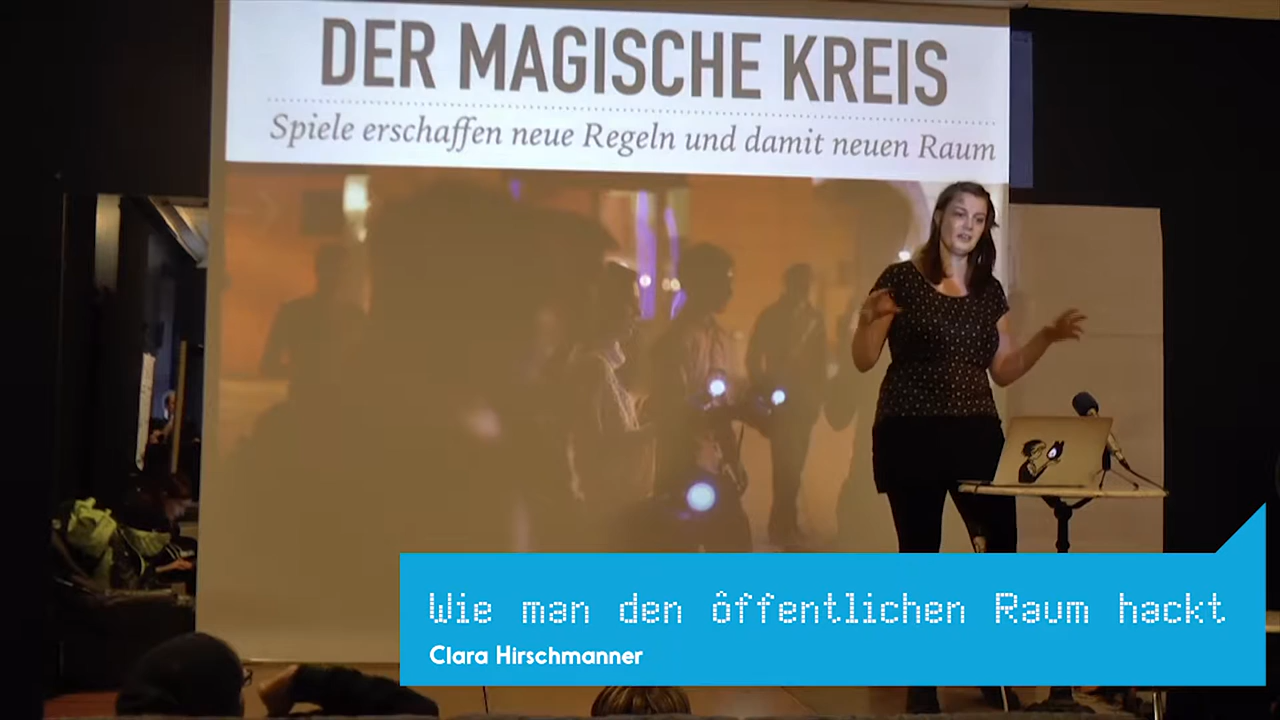 DER MAGISCHE KREIS
Spiele erschaffen neue Regeln und damit neuen Raum
Wie man den öffentlichen Raum hackt
Clara Hirschmanner